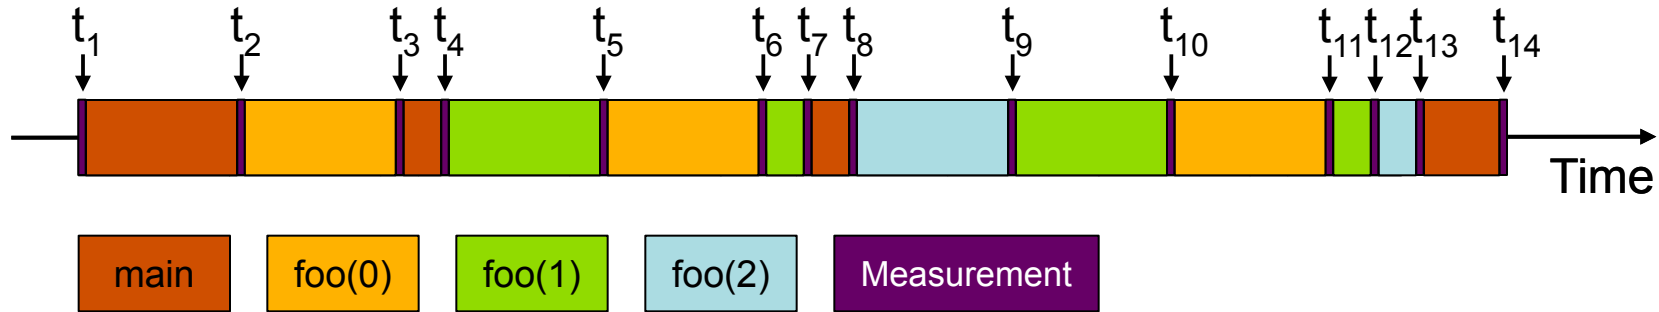 t1 t2 t3 t4 t5 t6 t7 t8 t9 t10 t11 t12 t13 t14
Time
main foo(0) foo(1) foo(2) Measurement